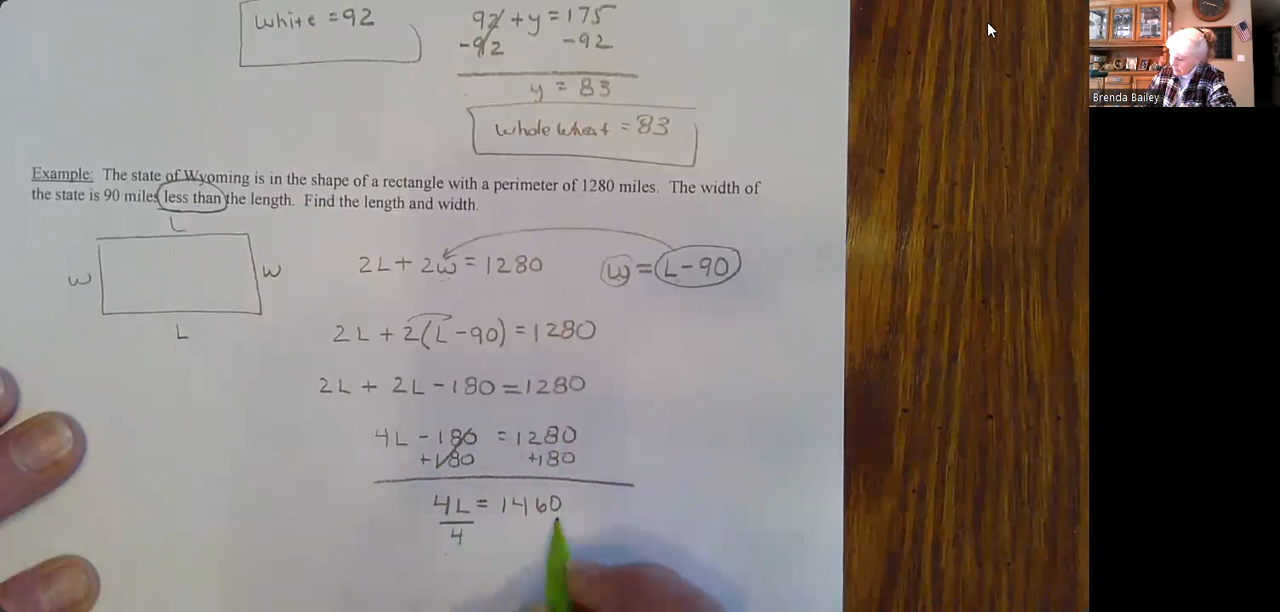 white = 92
92 + y = 175
-92 -92
y = 83
whole wheat = 83
Example: The state of Wyoming is in the shape of a rectangle with a perimeter of 1280 miles. The width of
the state is 90 miles less than the length. Find the length and width.
L
w
w
L
2L + 2w = 1280
w = L - 90
2L + 2(L - 90) = 1280
2L + 2L - 180 = 1280
4L - 180 = 1280
+180 +180
4L = 1460
4
Brenda Bailey